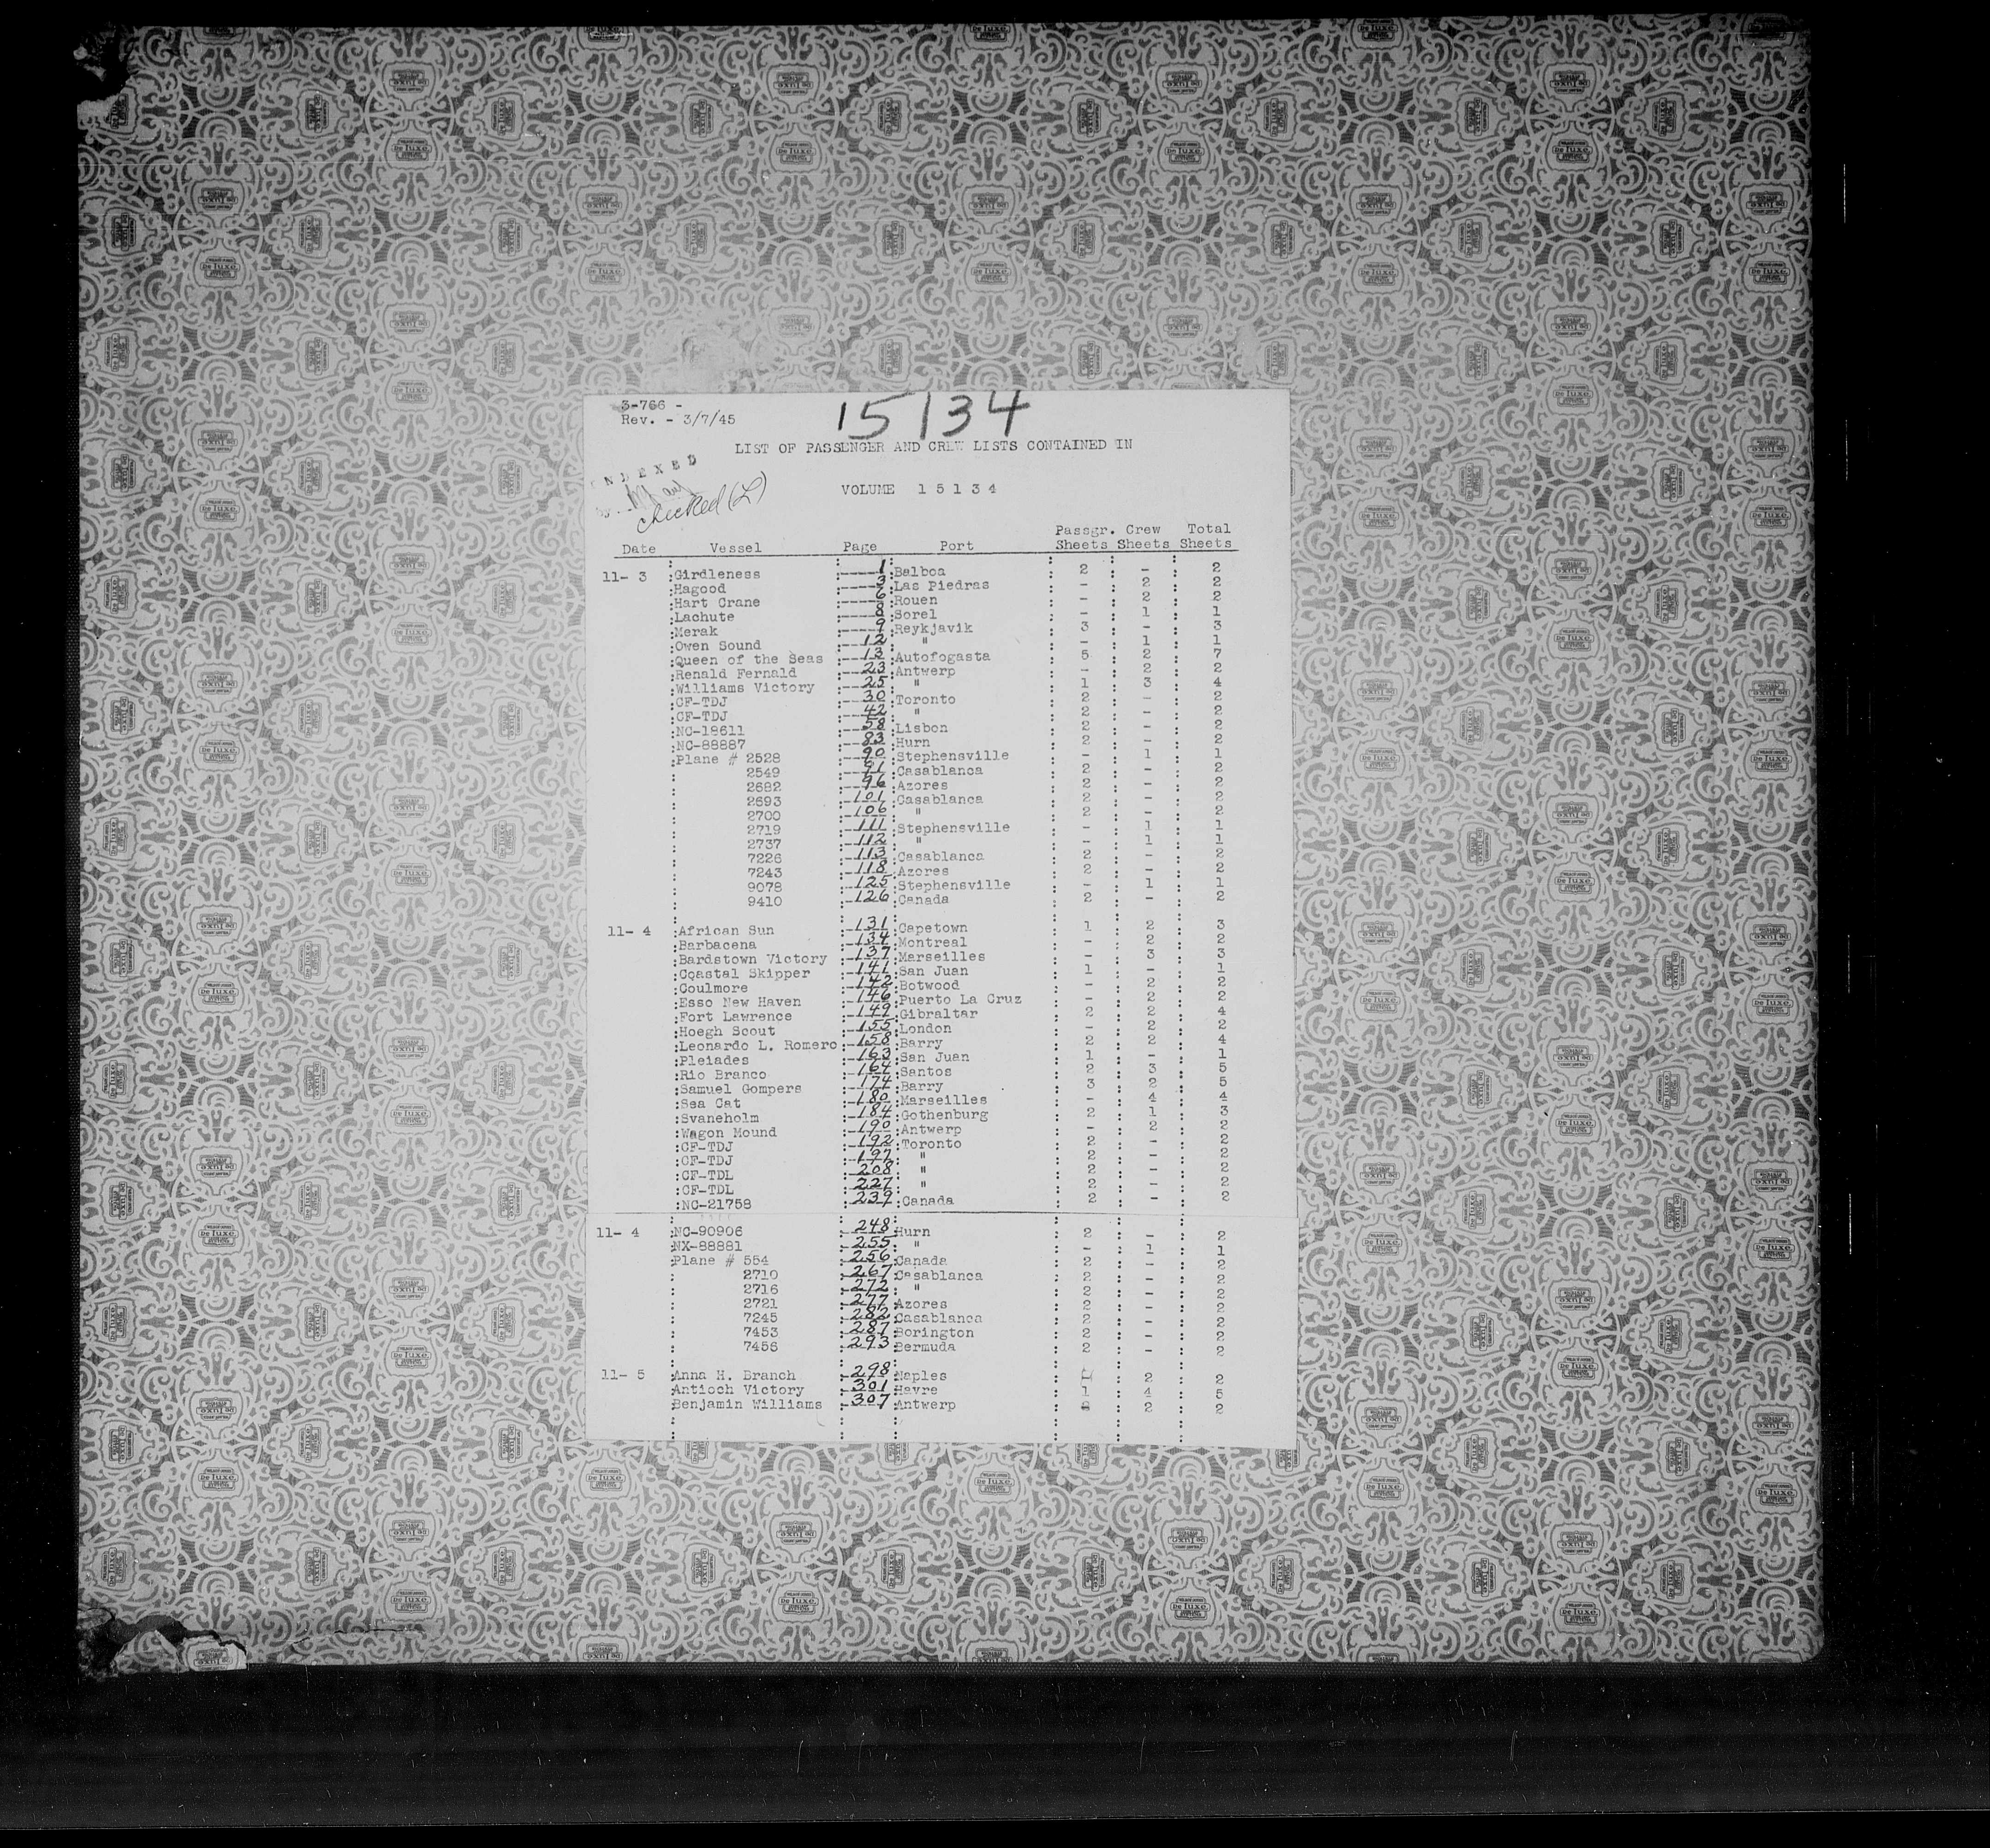 3-766 -
Rev. - 3/7/45
15134
LIST OF PASSENGER AND CREW LISTS CONTAINED IN
NDEXED
May
checked (L)
VOLUME 1 5 1 3 4
Passgr. Crew Total
Date Vessel Page Port Sheets Sheets Sheets
11- 3 :Girdleness :----1:Balboa : 2 : - : 2
:Hagood :----3:Las Piedras : - : 2 : 2
:Hart Crane :----6:Rouen : - : 2 : 2
:Lachute :----8:Sorel : - : 1 : 1
:Merak :----9:Reykjavik : 3 : - : 3
:Owen Sound :---12: " : - : 1 : 1
:Queen of the Seas :---13:Autofogasta : 5 : 2 : 7
:Renald Fernald :---23:Antwerp : - : 2 : 2
:Williams Victory :---25: " : 1 : 3 : 4
:CF-TDJ :---30:Toronto : 2 : - : 2
:CF-TDJ :---42: " : 2 : - : 2
:NC-18611 :---58:Lisbon : 2 : - : 2
:NC-88887 :---83:Hurn : 2 : - : 2
:Plane # 2528 :---90:Stephensville : - : 1 : 1
: 2549 :---91:Casablanca : 2 : - : 2
: 2682 :---96:Azores : 2 : - : 2
: 2693 :--101:Casablanca : 2 : - : 2
: 2700 :--106: " : 2 : - : 2
: 2719 :--111:Stephensville : - : 1 : 1
: 2737 :--112: " : - : 1 : 1
: 7226 :--113:Casablanca : 2 : - : 2
: 7243 :--118:Azores : 2 : - : 2
: 9078 :--125:Stephensville : - : 1 : 1
: 9410 :--126:Canada : 2 : - : 2
11- 4 :African Sun :--131:Capetown : 1 : 2 : 3
:Barbacena :--134:Montreal : - : 2 : 2
:Bardstown Victory :--137:Marseilles : - : 3 : 3
:Coastal Skipper :--141:San Juan : 1 : - : 1
:Coulmore :--142:Botwood : - : 2 : 2
:Esso New Haven :--146:Puerto La Cruz : - : 2 : 2
:Fort Lawrence :--149:Gibraltar : 2 : 2 : 4
:Hoegh Scout :--155:London : - : 2 : 2
:Leonardo L. Romero:--158:Barry : 2 : 2 : 4
:Pleiades :--163:San Juan : 1 : - : 1
:Rio Branco :--164:Santos : 2 : 3 : 5
:Samuel Gompers :--174:Barry : 3 : 2 : 5
:Sea Cat :--180:Marseilles : - : 4 : 4
:Svaneholm :--184:Gothenburg : 2 : 1 : 3
:Wagon Mound :--190:Antwerp : - : 2 : 2
:CF-TDJ :--192:Toronto : 2 : - : 2
:CF-TDJ :--197: " : 2 : - : 2
:CF-TDL :--208: " : 2 : - : 2
:CF-TDL :--227: " : 2 : - : 2
:NC-21758 :--239:Canada : 2 : - : 2
11- 4 :NC-90906 :--248:Hurn : 2 : - : 2
:NX-88881 :--255: " : - : 1 : 1
:Plane # 554 :--256:Canada : 2 : - : 2
: 2710 :--267:Casablanca : 2 : - : 2
: 2716 :--272: " : 2 : - : 2
: 2721 :--277:Azores : 2 : - : 2
: 7245 :--282:Casablanca : 2 : - : 2
: 7453 :--287:Borington : 2 : - : 2
: 7456 :--293:Bermuda : 2 : - : 2
11- 5 :Anna H. Branch :--298:Naples : - : 2 : 2
Antioch Victory :--301:Havre : 1 : 4 : 5
Benjamin Williams :--307:Antwerp : - : 2 : 2